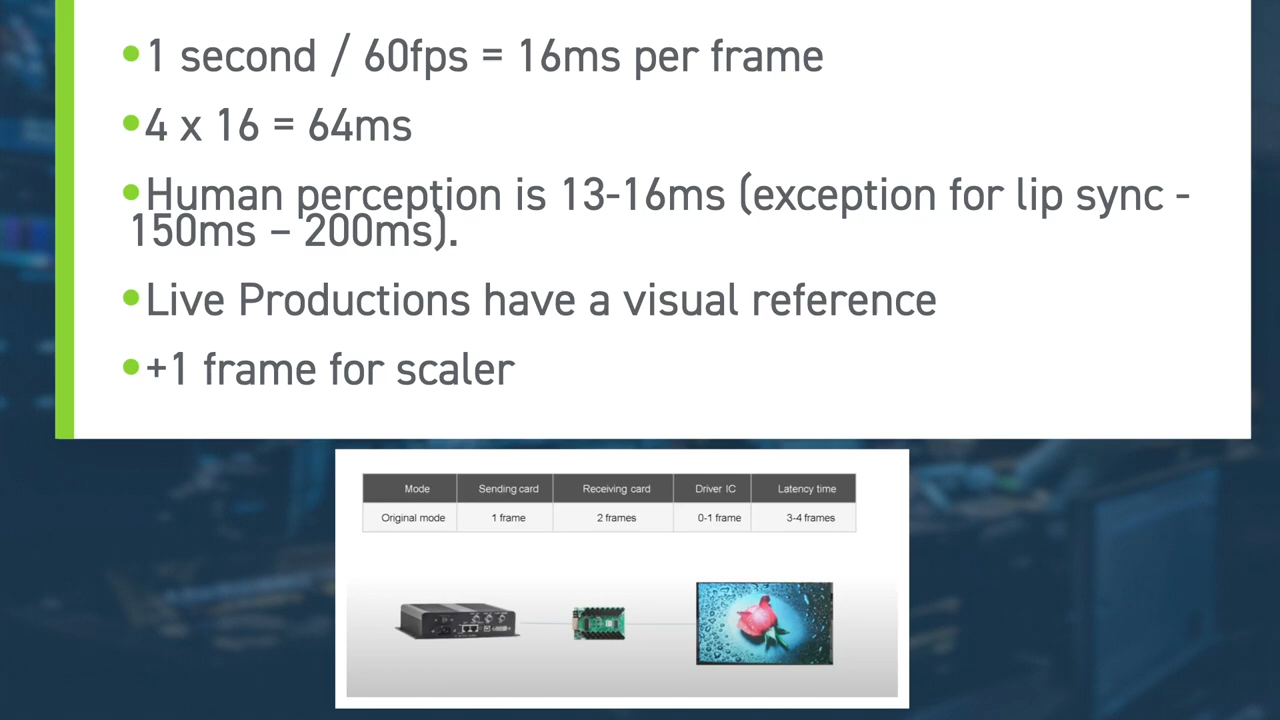 •1 second / 60fps = 16ms per frame
•4 x 16 = 64ms
•Human perception is 13-16ms (exception for lip sync -
150ms – 200ms).
•Live Productions have a visual reference
•+1 frame for scaler
Mode Sending card Receiving card Driver IC Latency time
Original mode 1 frame 2 frames 0-1 frame 3-4 frames